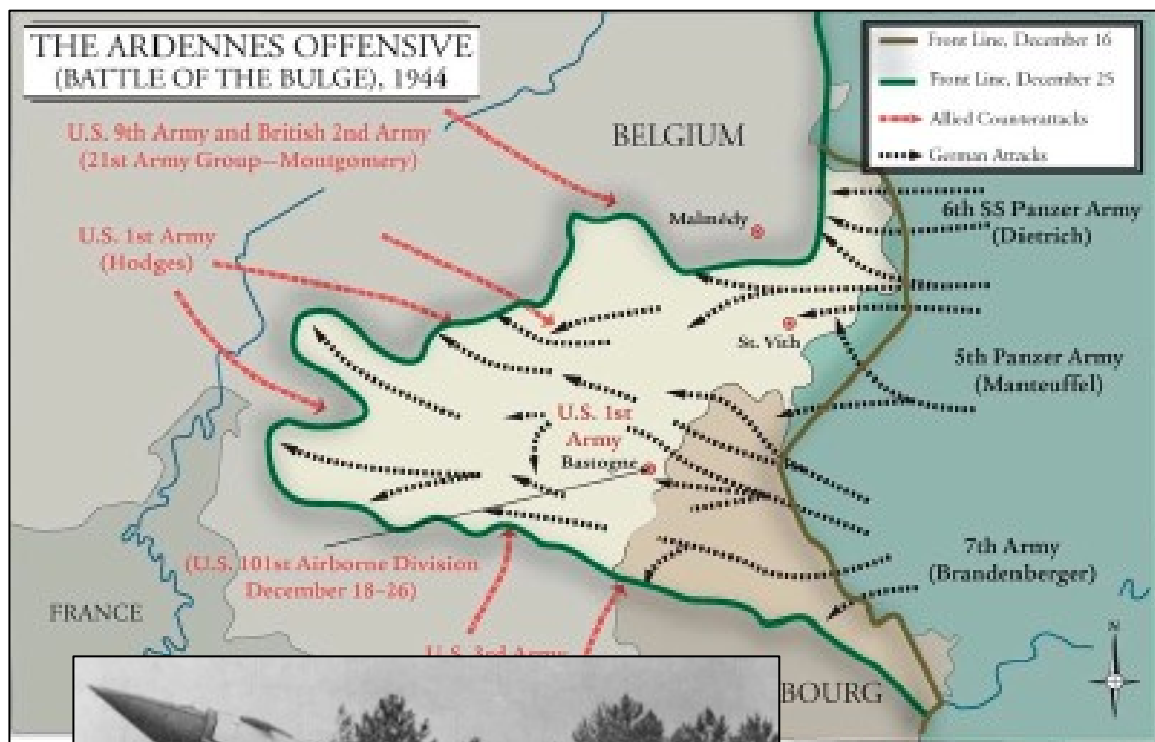 THE ARDENNES OFFENSIVE
(BATTLE OF THE BULGE), 1944
Front Line, December 16
Front Line, December 25
Allied Counterattacks
German Attacks
U.S. 9th Army and British 2nd Army
(21st Army Group—Montgomery)
BELGIUM
Malmédy
6th SS Panzer Army
(Dietrich)
U.S. 1st Army
(Hodges)
St. Vich
5th Panzer Army
(Manteuffel)
U.S. 1st
Army
Bastogne
7th Army
(Brandenberger)
(U.S. 101st Airborne Division
December 18–26)
FRANCE
U.S. 3rd Army
BOURG
N